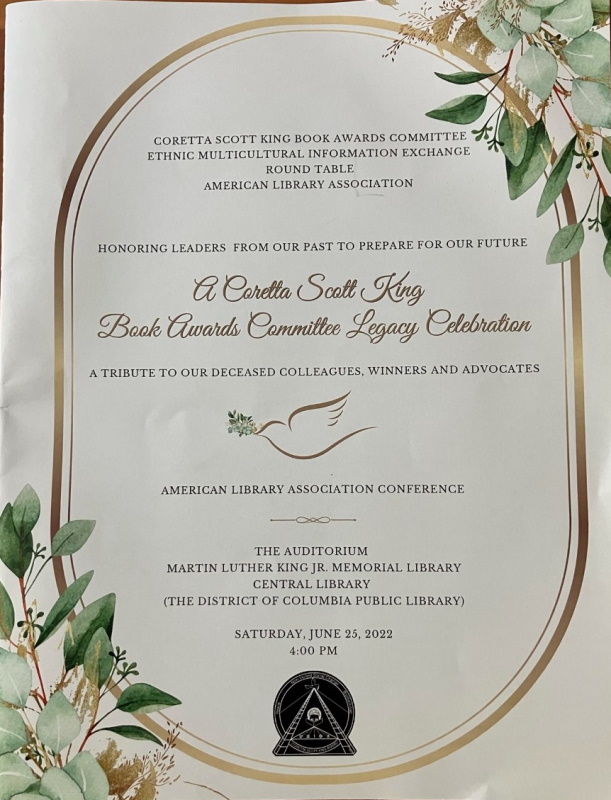 CORETTA SCOTT KING BOOK AWARDS COMMITTEE
ETHNIC MULTICULTURAL INFORMATION EXCHANGE
ROUND TABLE
AMERICAN LIBRARY ASSOCIATION
HONORING LEADERS FROM OUR PAST TO PREPARE FOR OUR FUTURE
A Coretta Scott King
Book Awards Committee Legacy Celebration
A TRIBUTE TO OUR DECEASED COLLEAGUES, WINNERS AND ADVOCATES
AMERICAN LIBRARY ASSOCIATION CONFERENCE
THE AUDITORIUM
MARTIN LUTHER KING JR. MEMORIAL LIBRARY
CENTRAL LIBRARY
(THE DISTRICT OF COLUMBIA PUBLIC LIBRARY)
SATURDAY, JUNE 25, 2022
4:00 PM